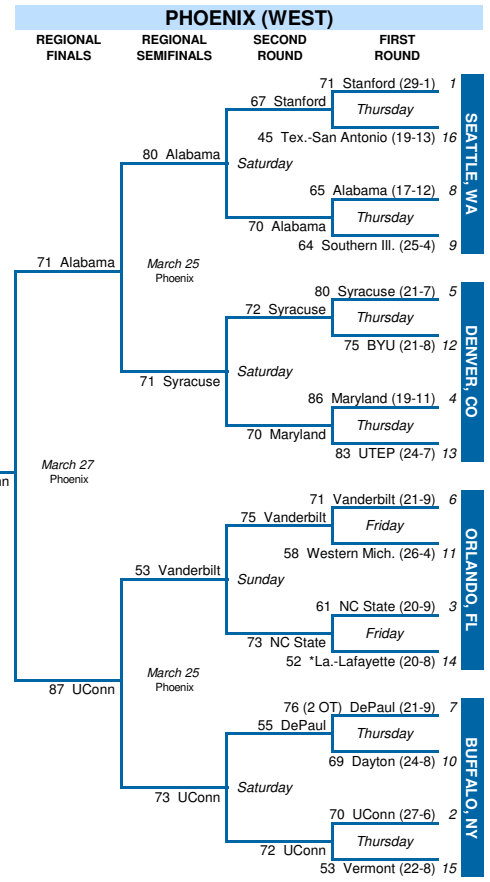 PHOENIX (WEST)
REGIONAL FINALS
REGIONAL SEMIFINALS
SECOND ROUND
FIRST ROUND
71 Stanford (29-1) 1
67 Stanford
Thursday
45 Tex.-San Antonio (19-13) 16
80 Alabama
Saturday
65 Alabama (17-12) 8
70 Alabama
Thursday
64 Southern Ill. (25-4) 9
SEATTLE, WA
71 Alabama
March 25
Phoenix
80 Syracuse (21-7) 5
72 Syracuse
Thursday
75 BYU (21-8) 12
71 Syracuse
Saturday
86 Maryland (19-11) 4
70 Maryland
Thursday
83 UTEP (24-7) 13
DENVER, CO
March 27
Phoenix
71 Vanderbilt (21-9) 6
75 Vanderbilt
Friday
58 Western Mich. (26-4) 11
53 Vanderbilt
Sunday
61 NC State (20-9) 3
73 NC State
Friday
52 *La.-Lafayette (20-8) 14
ORLANDO, FL
87 UConn
March 25
Phoenix
76 (2 OT) DePaul (21-9) 7
55 DePaul
Thursday
69 Dayton (24-8) 10
73 UConn
Saturday
70 UConn (27-6) 2
72 UConn
Thursday
53 Vermont (22-8) 15
BUFFALO, NY